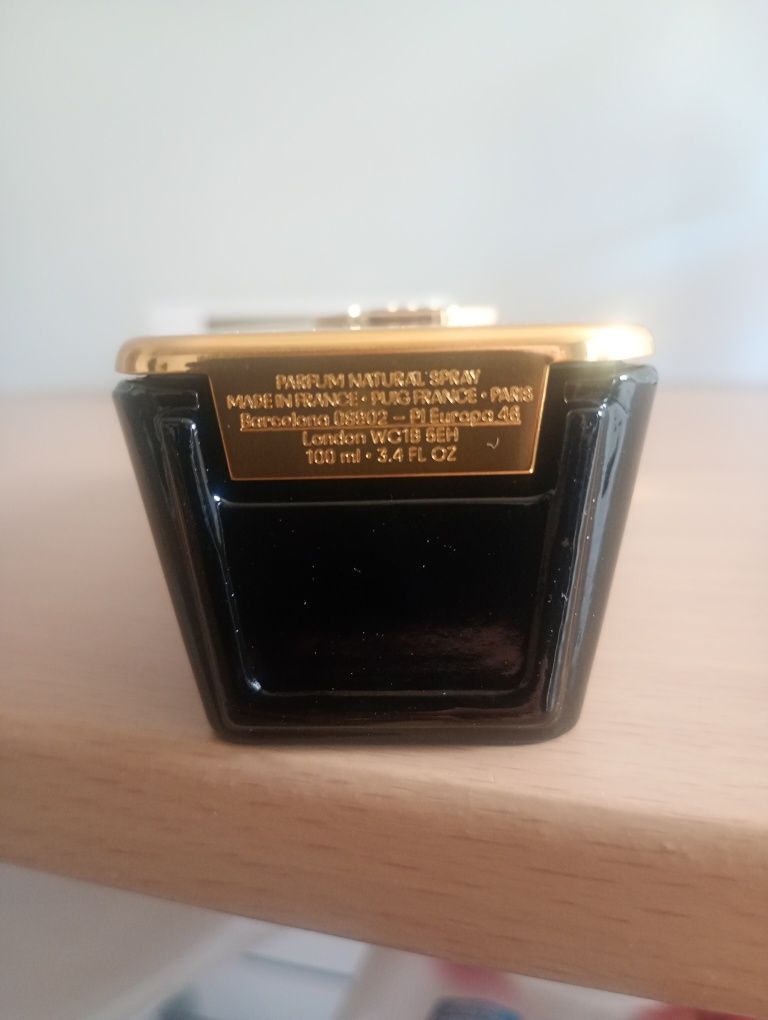 PARFUM NATURAL SPRAY
MADE IN FRANCE • PUIG FRANCE • PARIS
Barcelona 08902 – Pl Europa 46
London WC1B 5EH
100 ml • 3.4 FL OZ